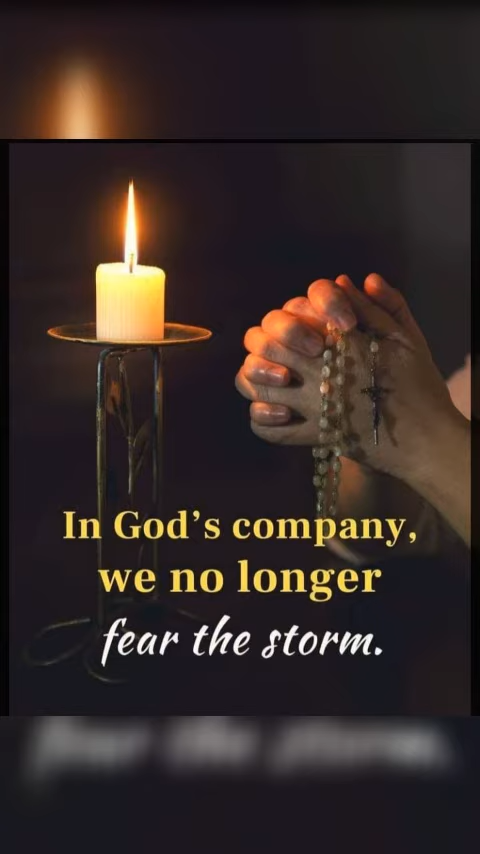 In God's company,
we no longer
fear the storm.